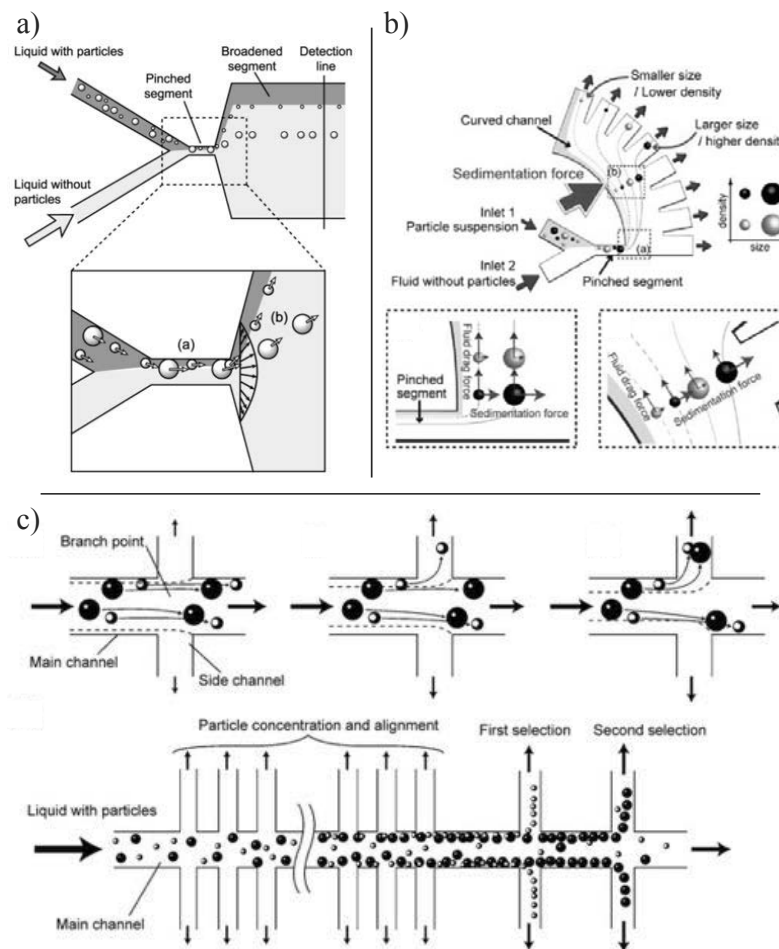 a)
Liquid with particles
Pinched
segment
Broadened
segment
Detection
line
Liquid without
particles
(a)
(b)
b)
Smaller size
/ Lower density
Curved channel
Larger size
/ higher densit
Sedimentation force
(b)
Inlet 1
Particle suspension
(a)
Inlet 2
Fluid without particles
Pinched segment
density
size
Pinched
segment
Fluid drag
force
Sedimentation force
Fluid drag
force
Sedimentation
force
c)
Branch point
Main channel
Side channel
Particle concentration and alignment
First selection
Second selection
Liquid with particles
Main channel